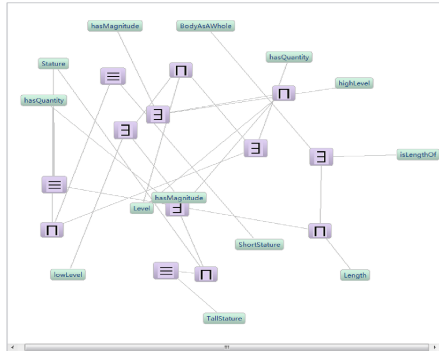 hasMagnitude
BodyAsAWhole
hasQuantity
Stature
≡
⊓
highLevel
hasQuantity
∃
⊓
∃
∃
∃
isLengthOf
≡
hasMagnitude
Level
∃
⊓
⊓
ShortStature
lowLevel
≡
⊓
Length
TallStature